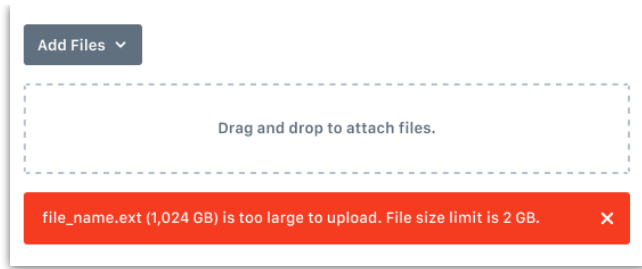 Add Files
Drag and drop to attach files.
file_name.ext (1,024 GB) is too large to upload. File size limit is 2 GB.